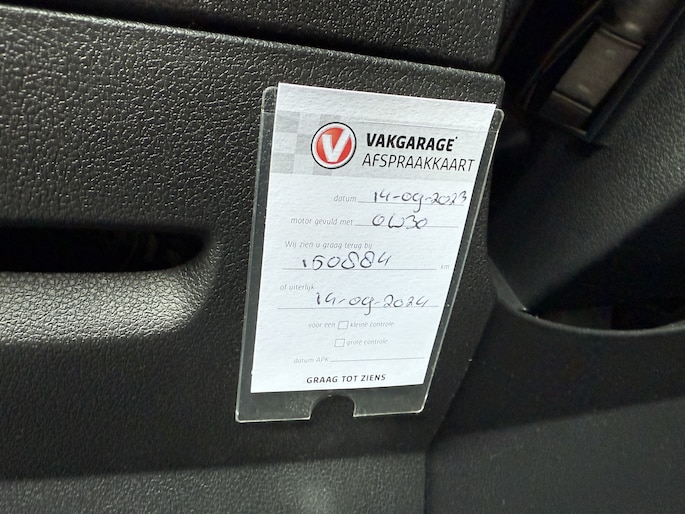 V VAKGARAGE
AFSPRAAKKAART
datum 14-09-2023
motor gevuld met 0W30
Wij zien u graag terug bij
160884 km
of uiterlijk
14-09-2024
voor een kleine controle
grote controle
datum APK
GRAAG TOT ZIENS